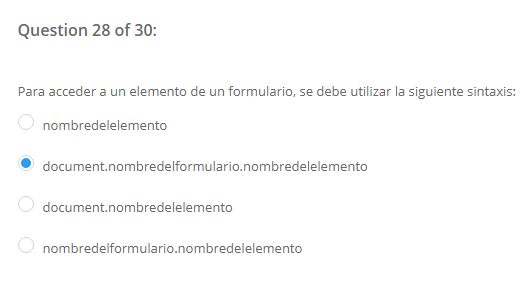 Question 28 of 30:
Para acceder a un elemento de un formulario, se debe utilizar la siguiente sintaxis:
nombredelelemento
document.nombredelformulario.nombredelelemento
document.nombredelelemento
nombredelformulario.nombredelelemento